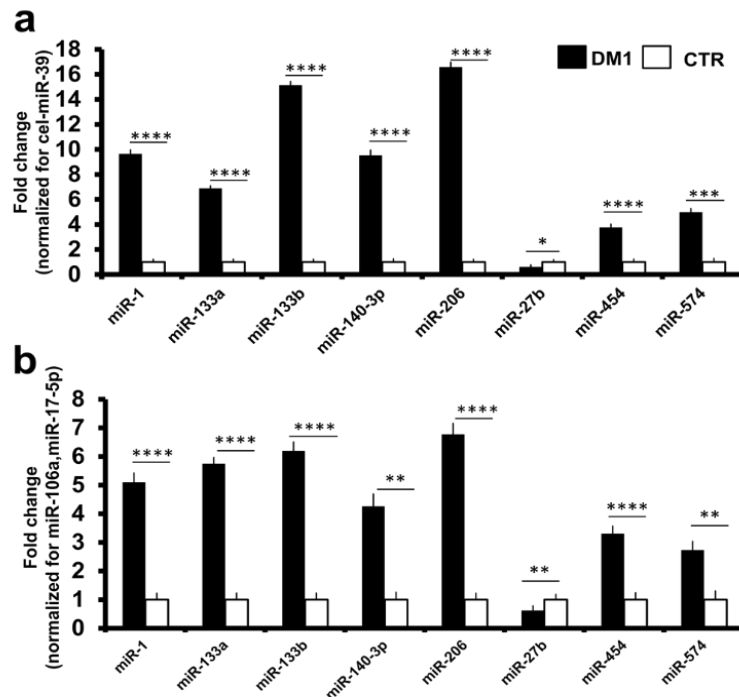 a
Fold change
(normalized for cel-miR-39)
18
16
14
12
10
8
6
4
2
0
DM1
CTR
****
****
****
****
****
*
****
***
miR-1
miR-133a
miR-133b
miR-140-3p
miR-206
miR-27b
miR-454
miR-574
b
Fold change
(normalized for miR-106a,miR-17-5p)
8
7
6
5
4
3
2
1
0
****
****
****
**
****
**
****
**
miR-1
miR-133a
miR-133b
miR-140-3p
miR-206
miR-27b
miR-454
miR-574